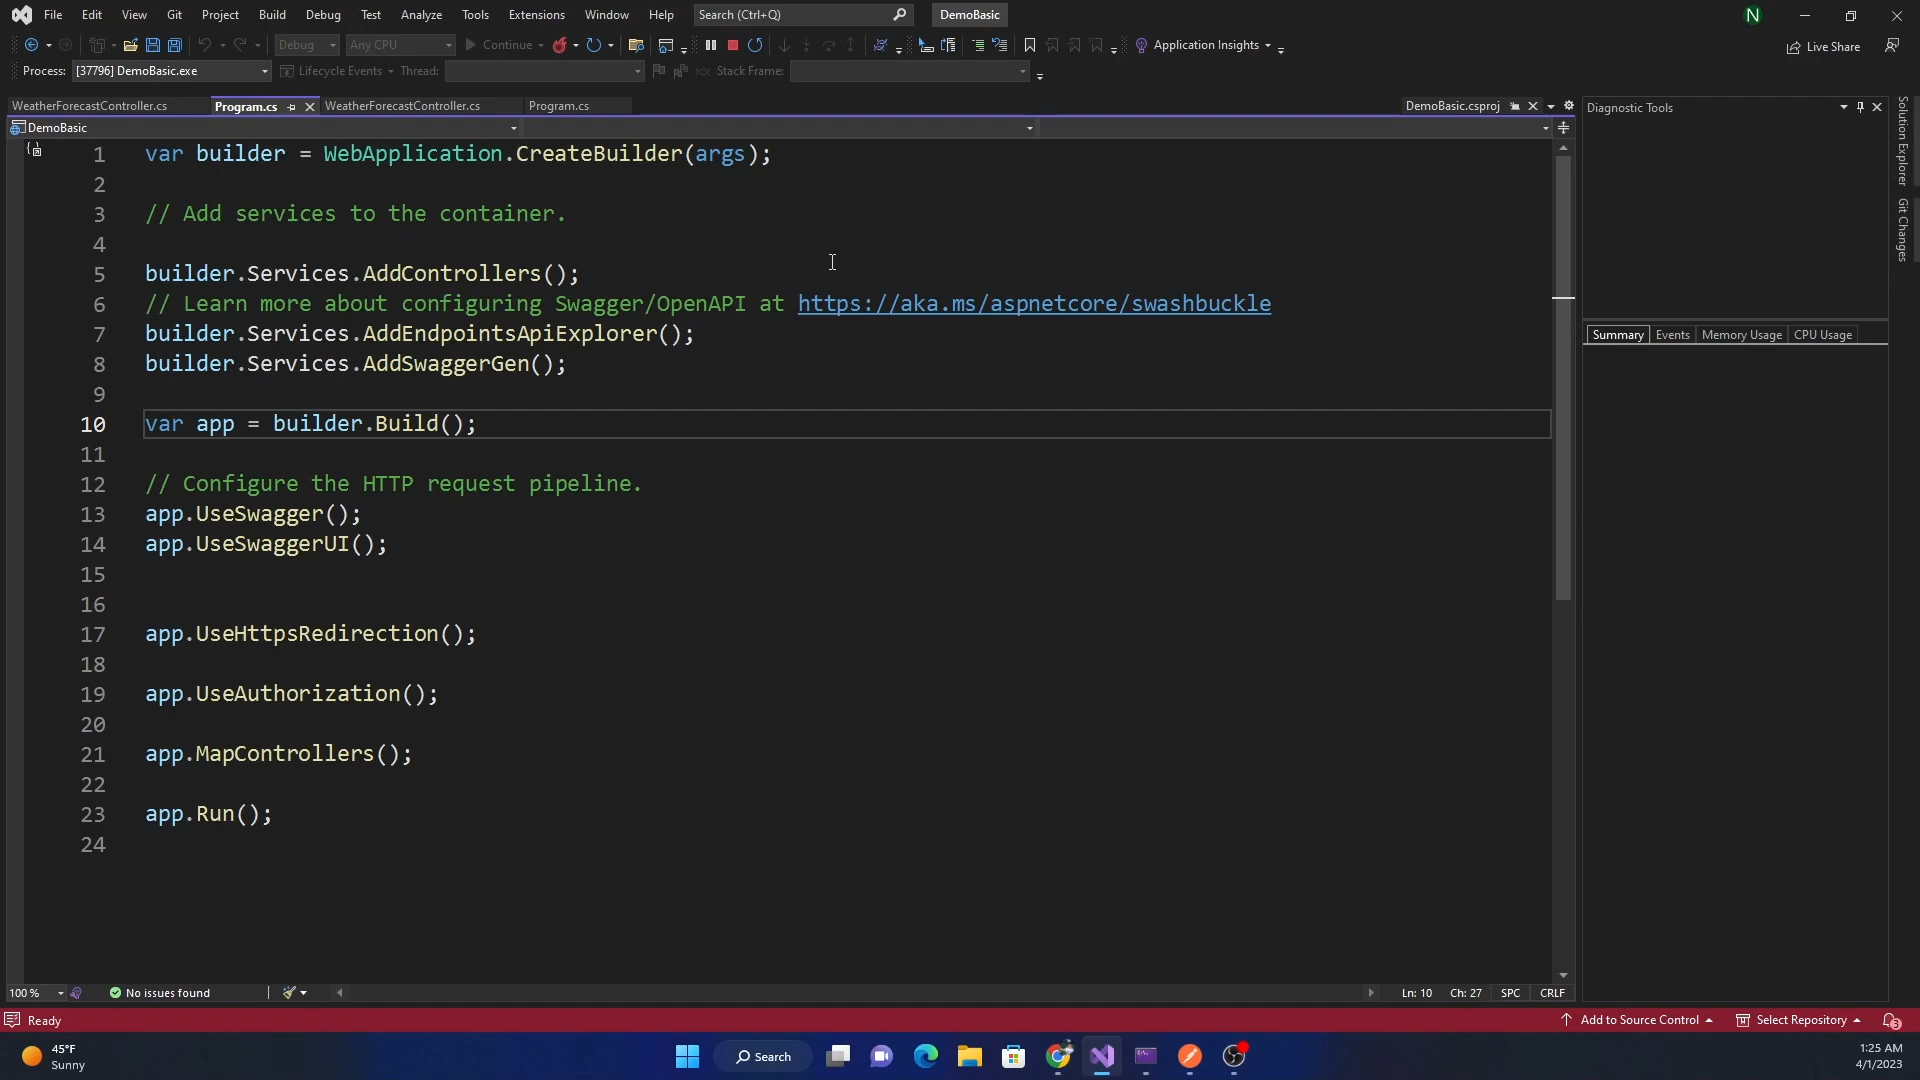 File Edit View Git Project Build Debug Test Analyze Tools Extensions Window Help Search (Ctrl+Q) DemoBasic N
Debug Any CPU Continue Application Insights Live Share
Process: [37796] DemoBasic.exe Lifecycle Events Thread: Stack Frame:
WeatherForecastController.cs Program.cs WeatherForecastController.cs Program.cs DemoBasic.csproj Diagnostic Tools
DemoBasic
Solution Explorer
Git Changes
1 var builder = WebApplication.CreateBuilder(args);
2
3 // Add services to the container.
4
5 builder.Services.AddControllers();
6 // Learn more about configuring Swagger/OpenAPI at https://aka.ms/aspnetcore/swashbuckle
7 builder.Services.AddEndpointsApiExplorer();
8 builder.Services.AddSwaggerGen();
9
10 var app = builder.Build();
11
12 // Configure the HTTP request pipeline.
13 app.UseSwagger();
14 app.UseSwaggerUI();
15
16
17 app.UseHttpsRedirection();
18
19 app.UseAuthorization();
20
21 app.MapControllers();
22
23 app.Run();
24
Summary Events Memory Usage CPU Usage
100 % No issues found Ln: 10 Ch: 27 SPC CRLF
Ready Add to Source Control Select Repository 3
45°F
Sunny
Search
1:25 AM
4/1/2023